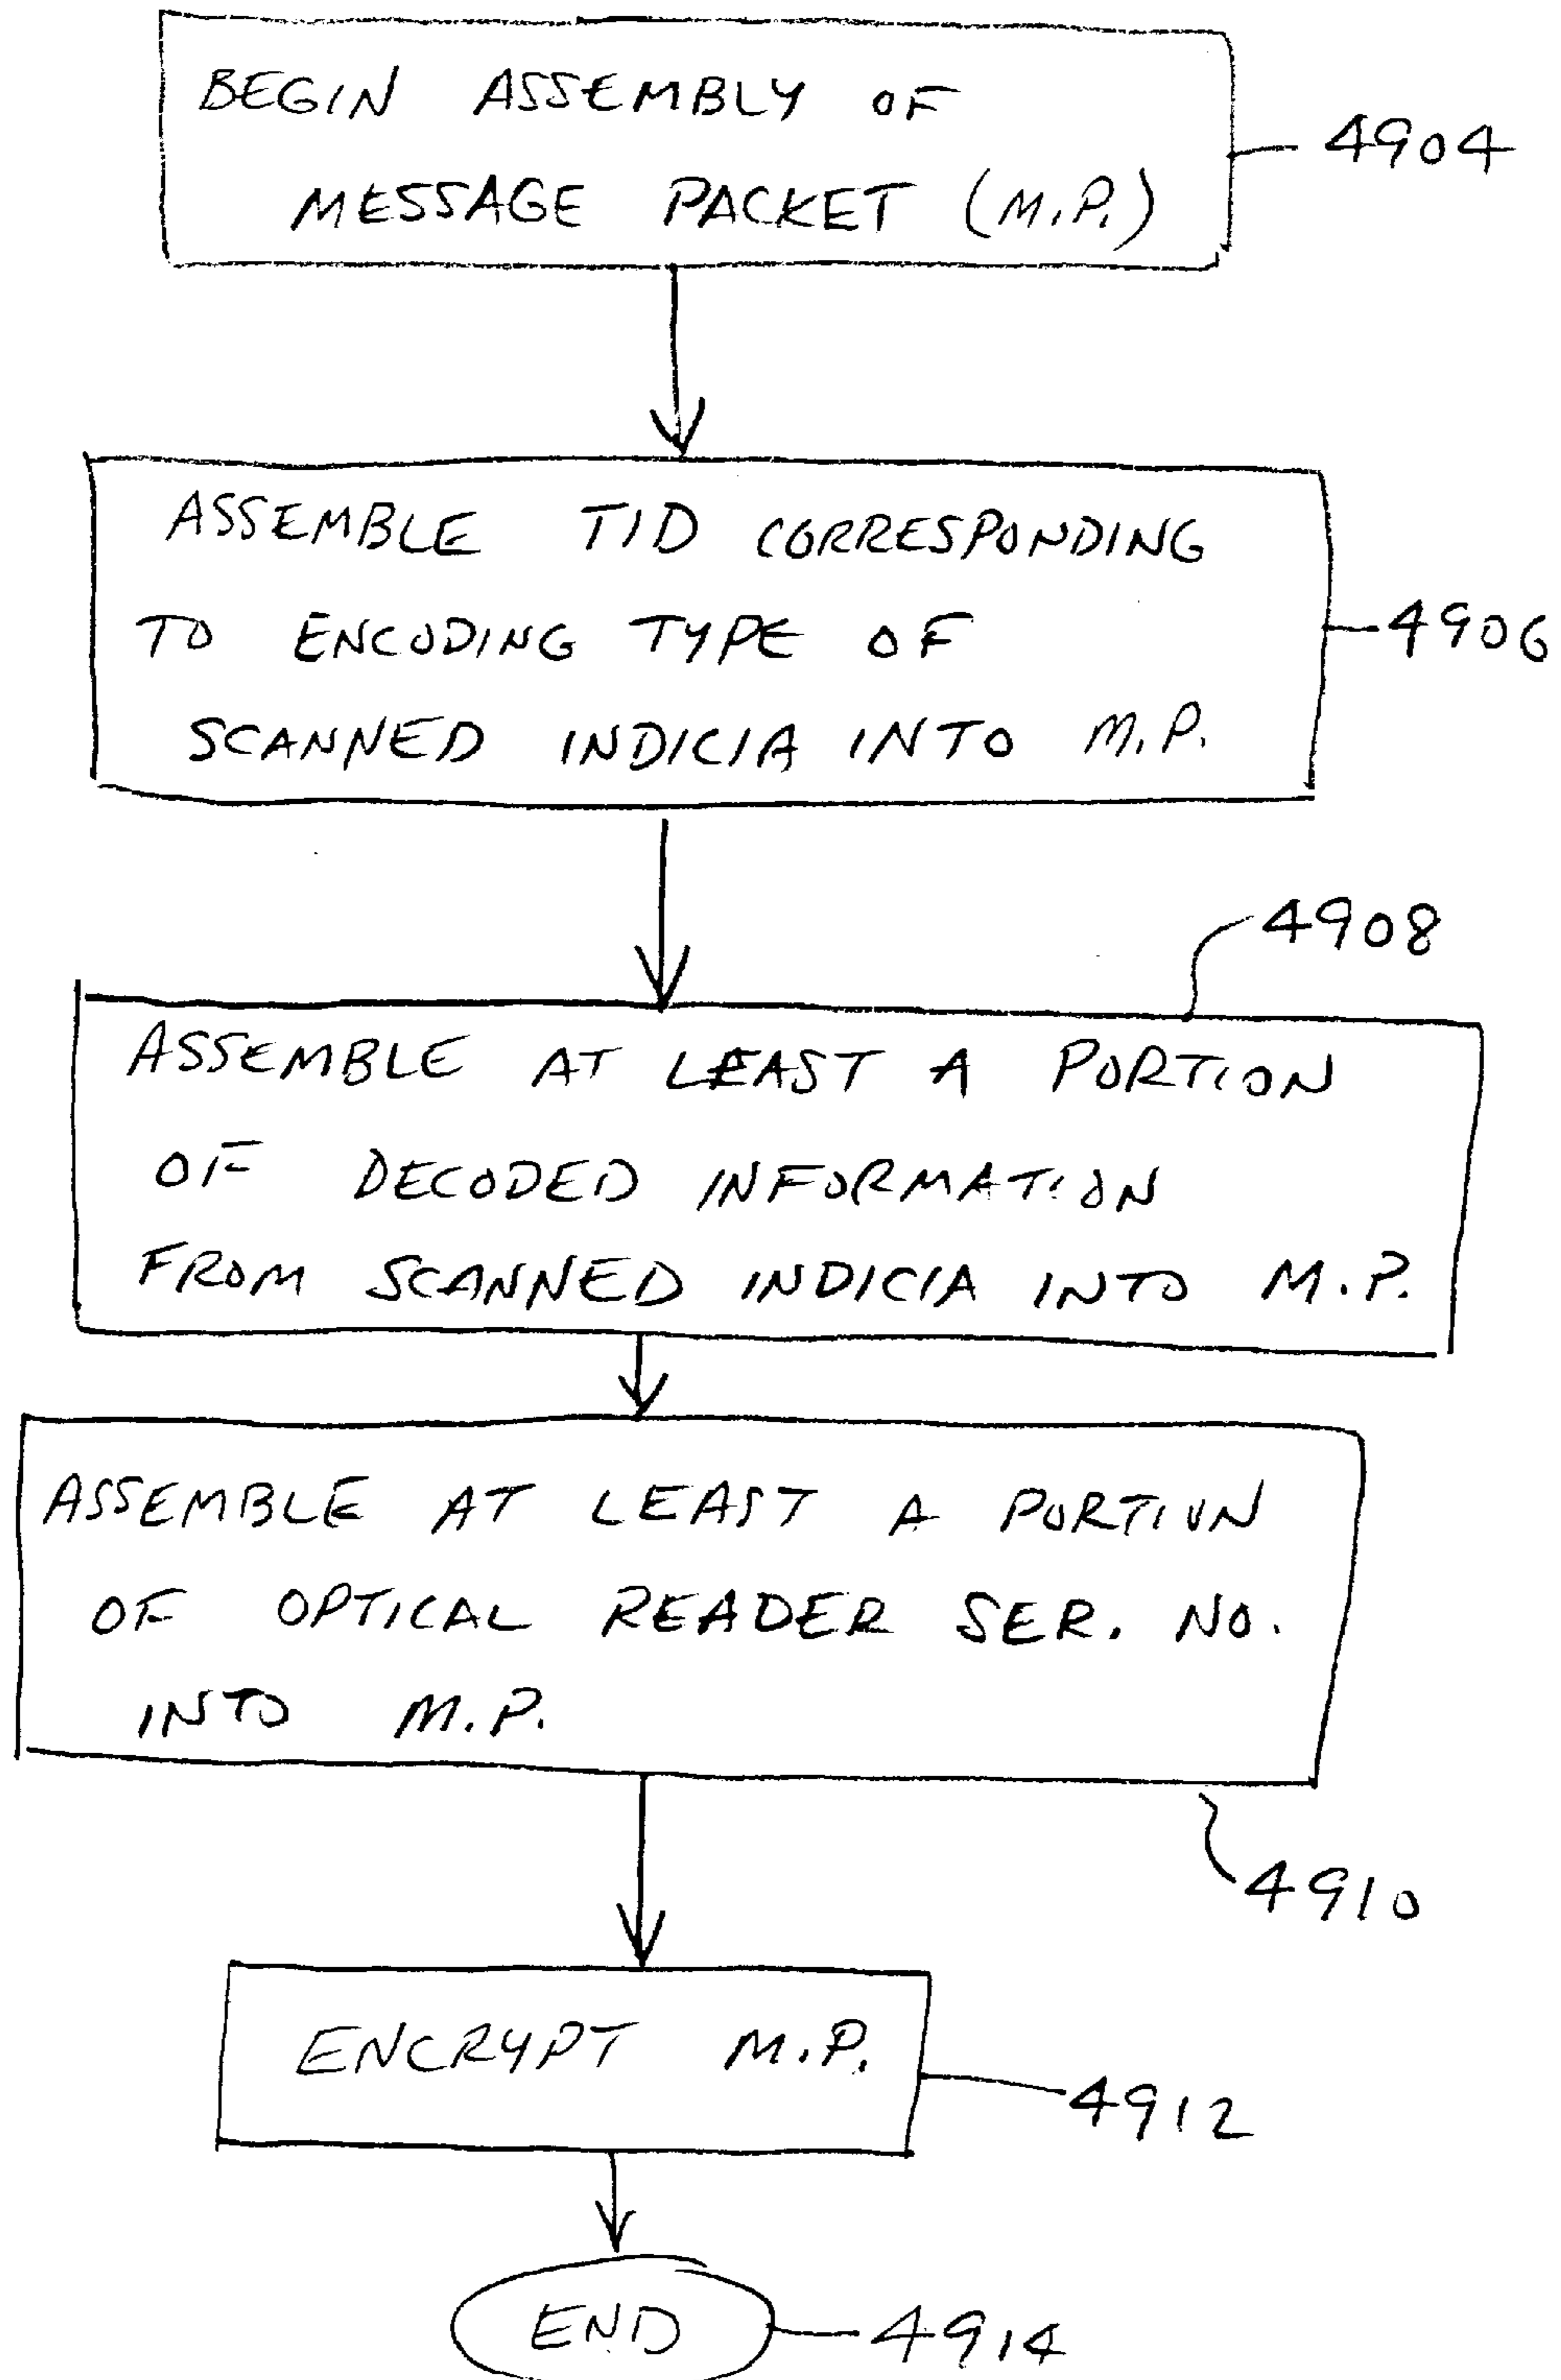 BEGIN ASSEMBLY OF
MESSAGE PACKET (M.P.)
4904
ASSEMBLE TID CORRESPONDING
TO ENCODING TYPE OF
SCANNED INDICIA INTO M.P.
4906
4908
ASSEMBLE AT LEAST A PORTION
OF DECODED INFORMATION
FROM SCANNED INDICIA INTO M.P.
ASSEMBLE AT LEAST A PORTION
OF OPTICAL READER SER. NO.
INTO M.P.
4910
ENCRYPT M.P.
4912
END
4914